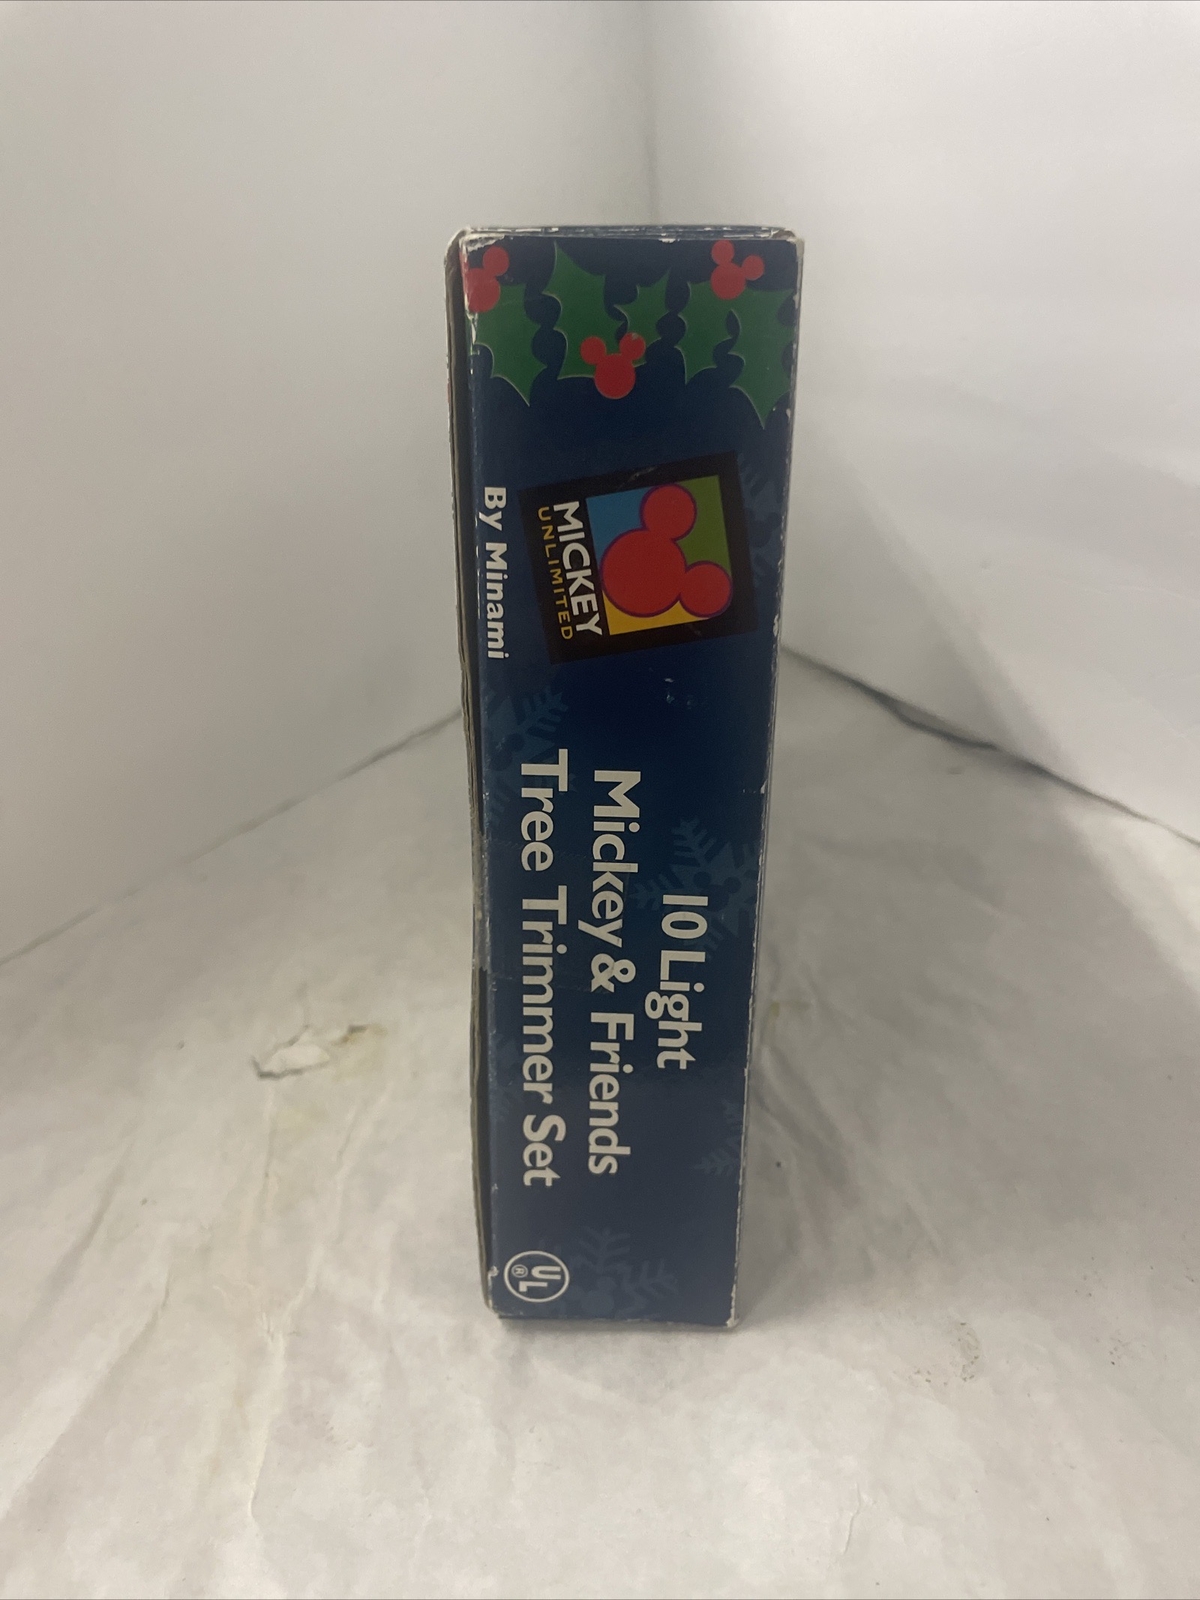 MICKEY
UNLIMITED
By Minami
10 Light
Mickey & Friends
Tree Trimmer Set
UL
®